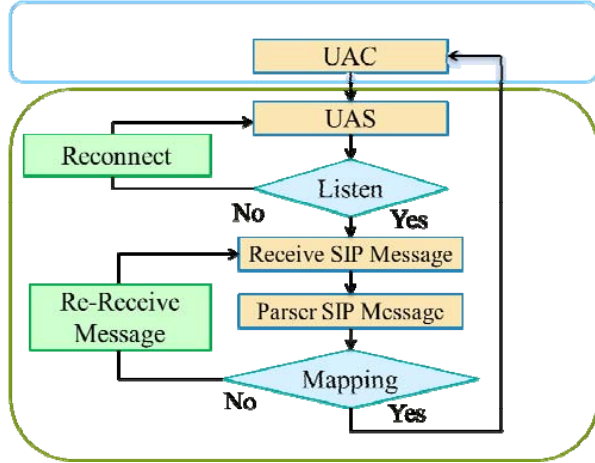 UAC
UAS
Reconnect
Listen
No
Yes
Receive SIP Message
Re-Receive
Message
Parser SIP Message
Mapping
No
Yes